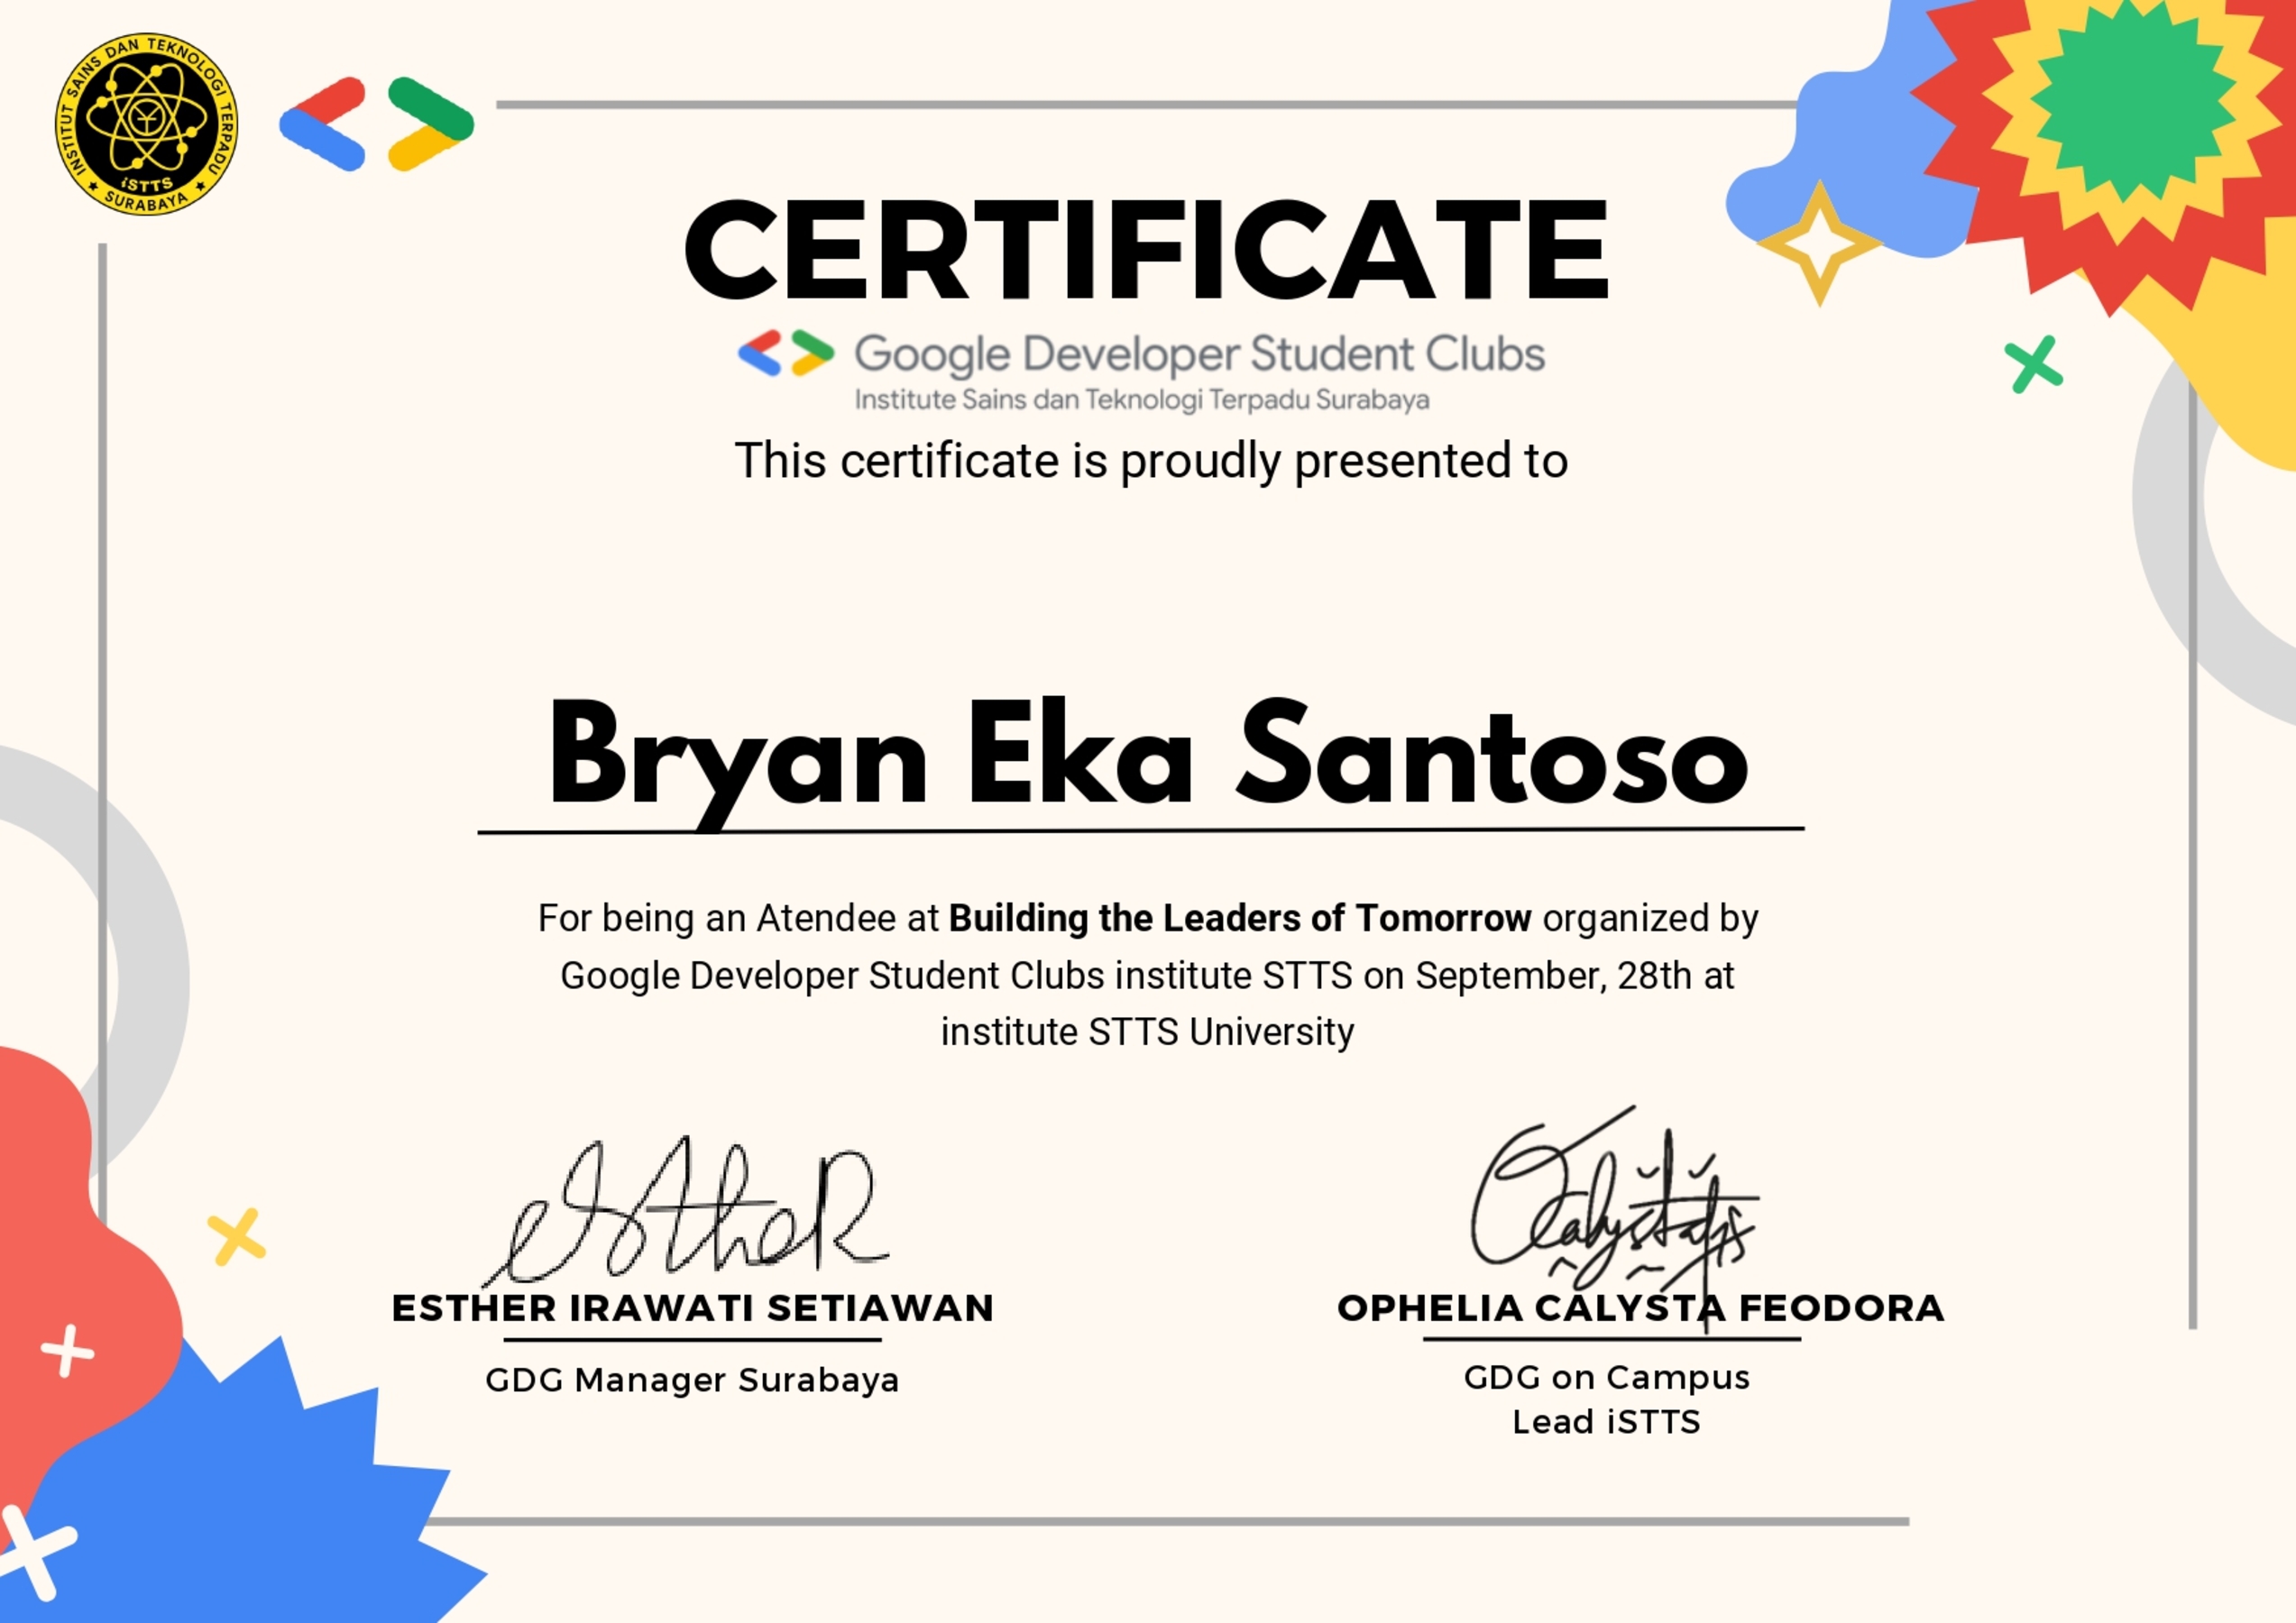 INSTITUT SAINS DAN TEKNOLOGI TERPADU
iSTTS
SURABAYA
CERTIFICATE
Google Developer Student Clubs
Institute Sains dan Teknologi Terpadu Surabaya
This certificate is proudly presented to
Bryan Eka Santoso
For being an Atendee at Building the Leaders of Tomorrow organized by
Google Developer Student Clubs institute STTS on September, 28th at
institute STTS University
Esther
Calysta
ESTHER IRAWATI SETIAWAN
OPHELIA CALYSTA FEODORA
GDG Manager Surabaya
GDG on Campus
Lead iSTTS